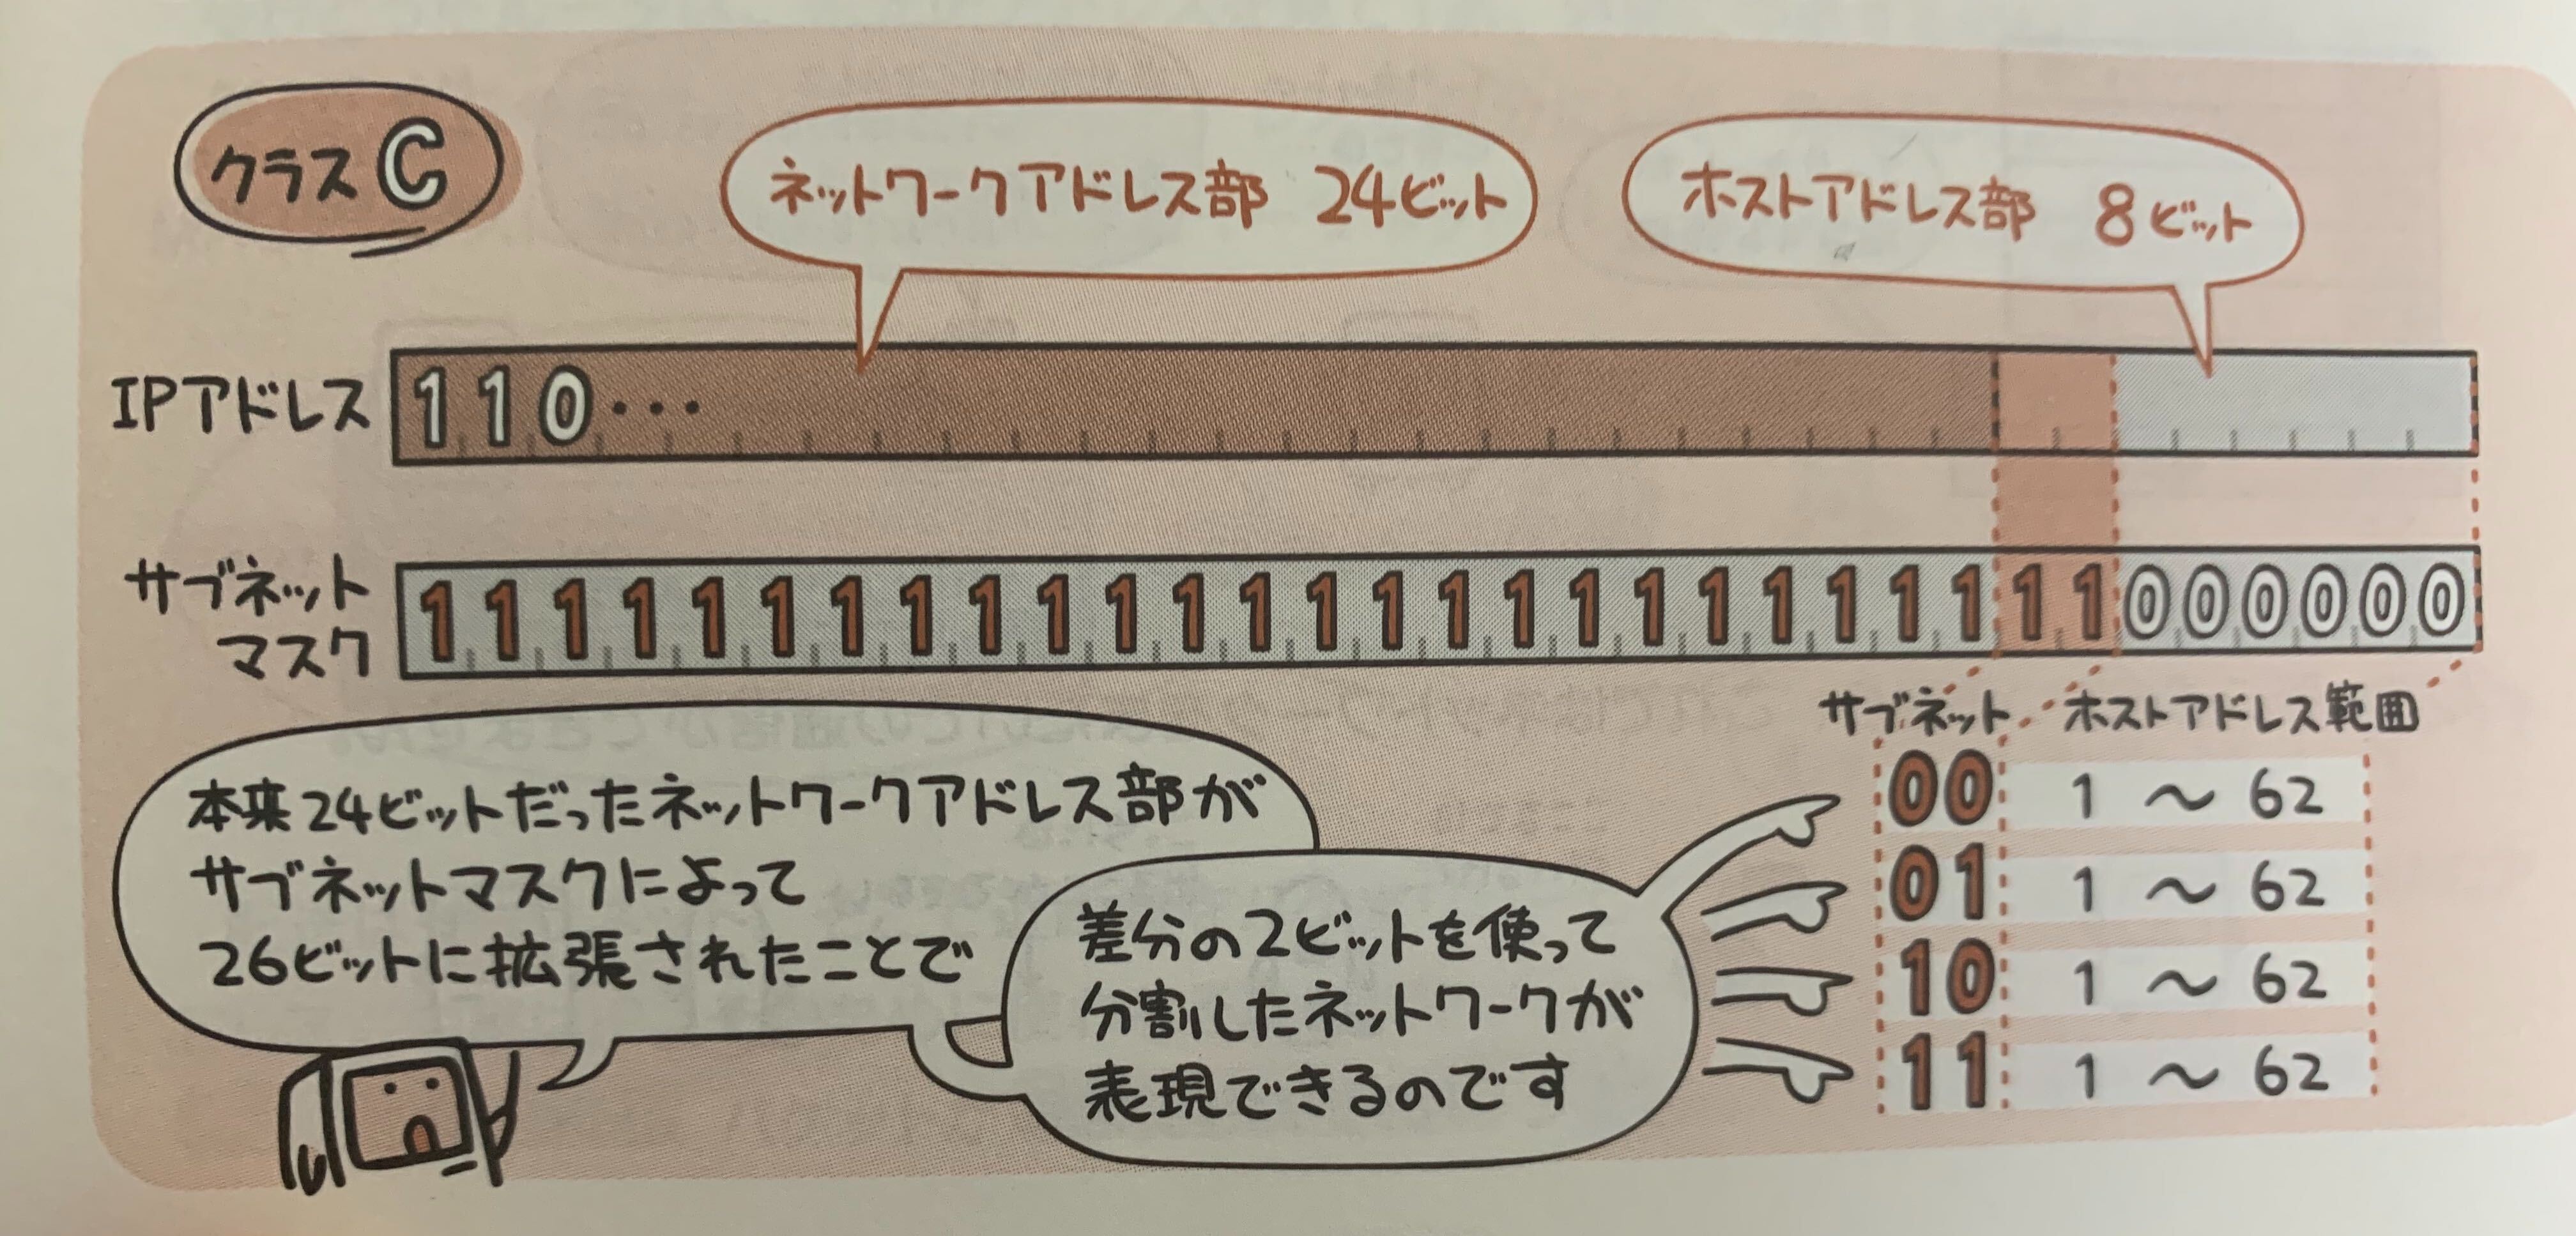 クラスC
ネットワークアドレス部 24ビット
ホストアドレス部 8ビット
IPアドレス
110・・・
サブネット
マスク
11111111111111111111111111000000
サブネット
ホストアドレス範囲
00 1 〜 62
01 1 〜 62
10 1 〜 62
11 1 〜 62
本来24ビットだったネットワークアドレス部が
サブネットマスクによって
26ビットに拡張されたことで
差分の2ビットを使って
分割したネットワークが
表現できるのです